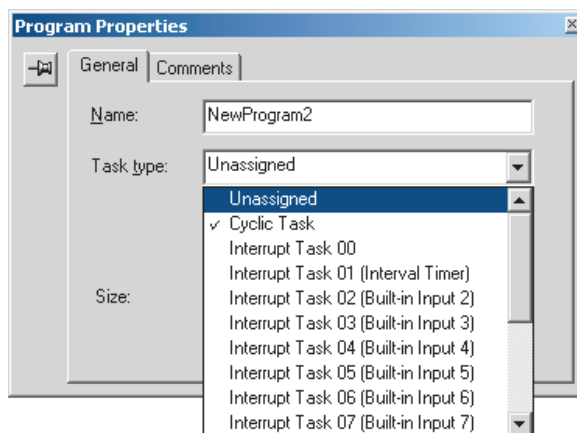 Program Properties
General
Comments
Name:
NewProgram2
Task type:
Unassigned
Unassigned
Cyclic Task
Interrupt Task 00
Interrupt Task 01 (Interval Timer)
Interrupt Task 02 (Built-in Input 2)
Interrupt Task 03 (Built-in Input 3)
Interrupt Task 04 (Built-in Input 4)
Interrupt Task 05 (Built-in Input 5)
Interrupt Task 06 (Built-in Input 6)
Interrupt Task 07 (Built-in Input 7)
Size: